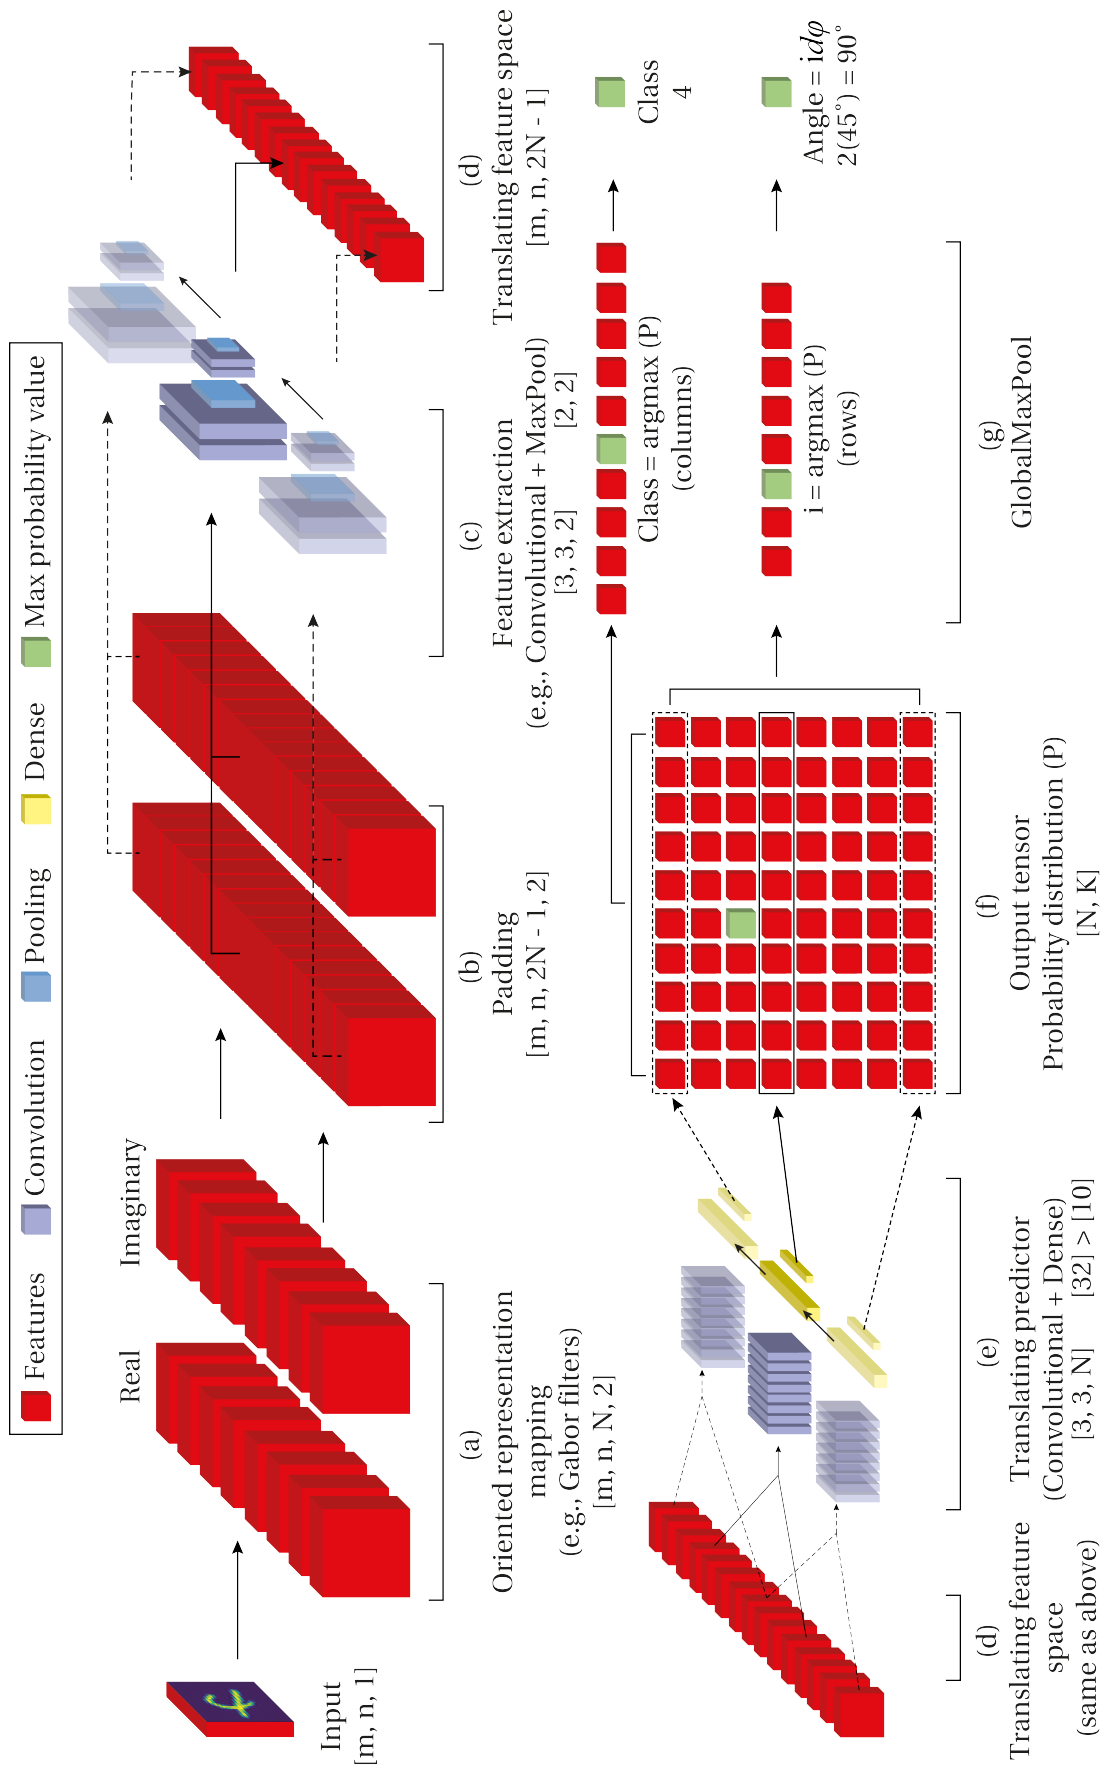 Features Convolution Pooling Dense Max probability value
Real
Imaginary
Input
[m, n, 1]
(a)
Oriented representation
mapping
(e.g., Gabor filters)
[m, n, N, 2]
(b)
Padding
[m, n, 2N - 1, 2]
(c)
Feature extraction
(e.g., Convolutional + MaxPool)
[3, 3, 2] [2, 2]
(d)
Translating feature space
[m, n, 2N - 1]
(d)
Translating feature
space
(same as above)
(e)
Translating predictor
(Convolutional + Dense)
[3, 3, N] [32] > [10]
(f)
Output tensor
Probability distribution (P)
[N, K]
Class = argmax (P)
(columns)
i = argmax (P)
(rows)
(g)
GlobalMaxPool
Class
4
Angle = idφ
2(45°) = 90°